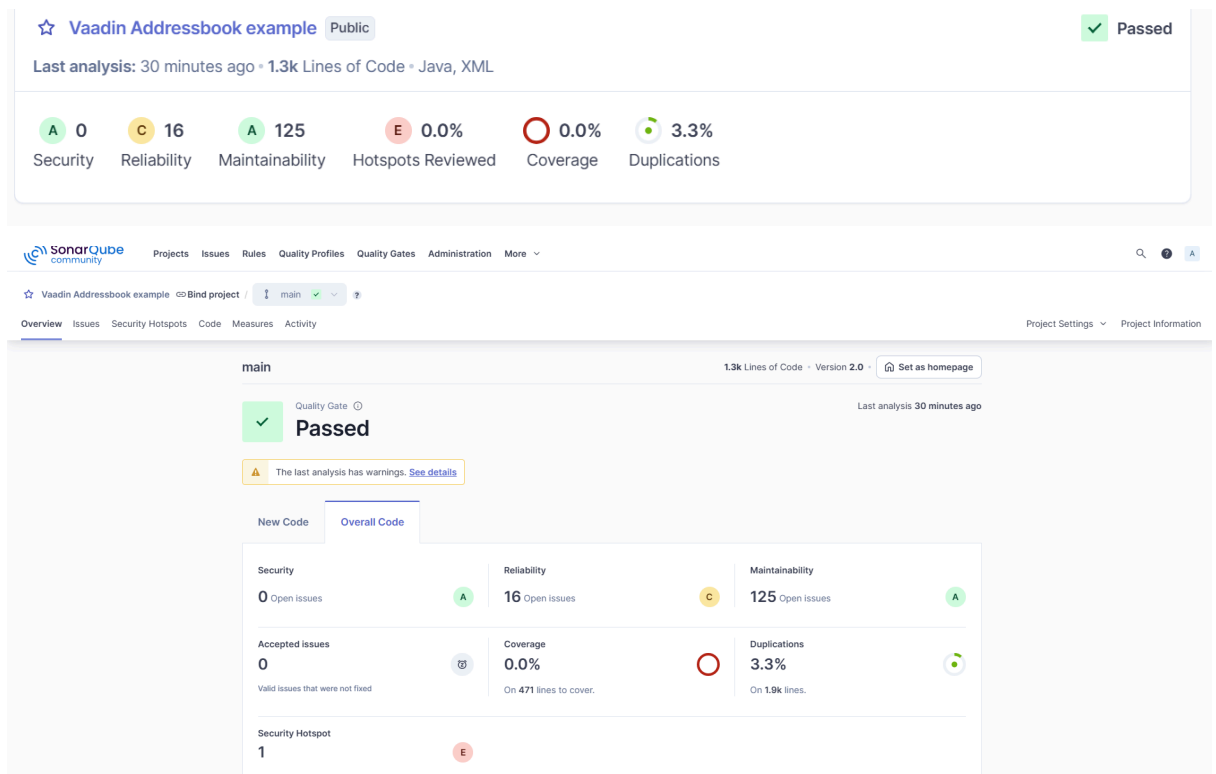 Vaadin Addressbook example Public Passed
Last analysis: 30 minutes ago 1.3k Lines of Code Java, XML
A 0 C 16 A 125 E 0.0% 0.0% 3.3%
Security Reliability Maintainability Hotspots Reviewed Coverage Duplications
SonarQube community Projects Issues Rules Quality Profiles Quality Gates Administration More ? A
Vaadin Addressbook example Bind project / main ?
Overview Issues Security Hotspots Code Measures Activity Project Settings Project Information
main 1.3k Lines of Code Version 2.0 Set as homepage
Quality Gate Last analysis 30 minutes ago
Passed
The last analysis has warnings. See details
New Code Overall Code
Security Reliability Maintainability
0 Open issues A 16 Open issues C 125 Open issues A
Accepted issues Coverage Duplications
0 0.0% 3.3%
Valid issues that were not fixed On 471 lines to cover. On 1.9k lines.
Security Hotspot
1 E